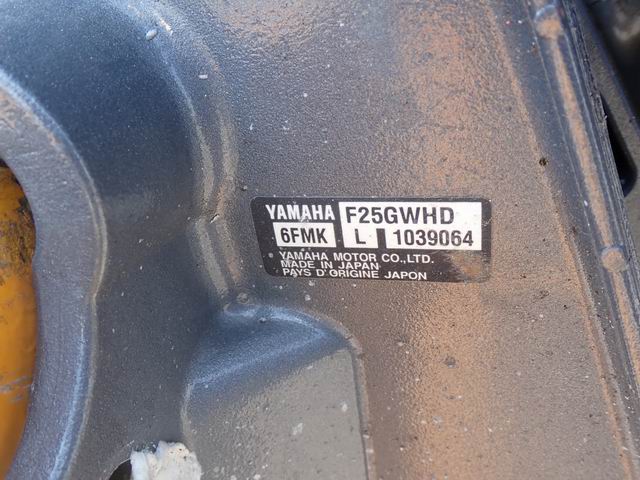 YAMAHA F25GWHD
6FMK L 1039064
YAMAHA MOTOR CO.,LTD.
MADE IN JAPAN
PAYS D'ORIGINE JAPON